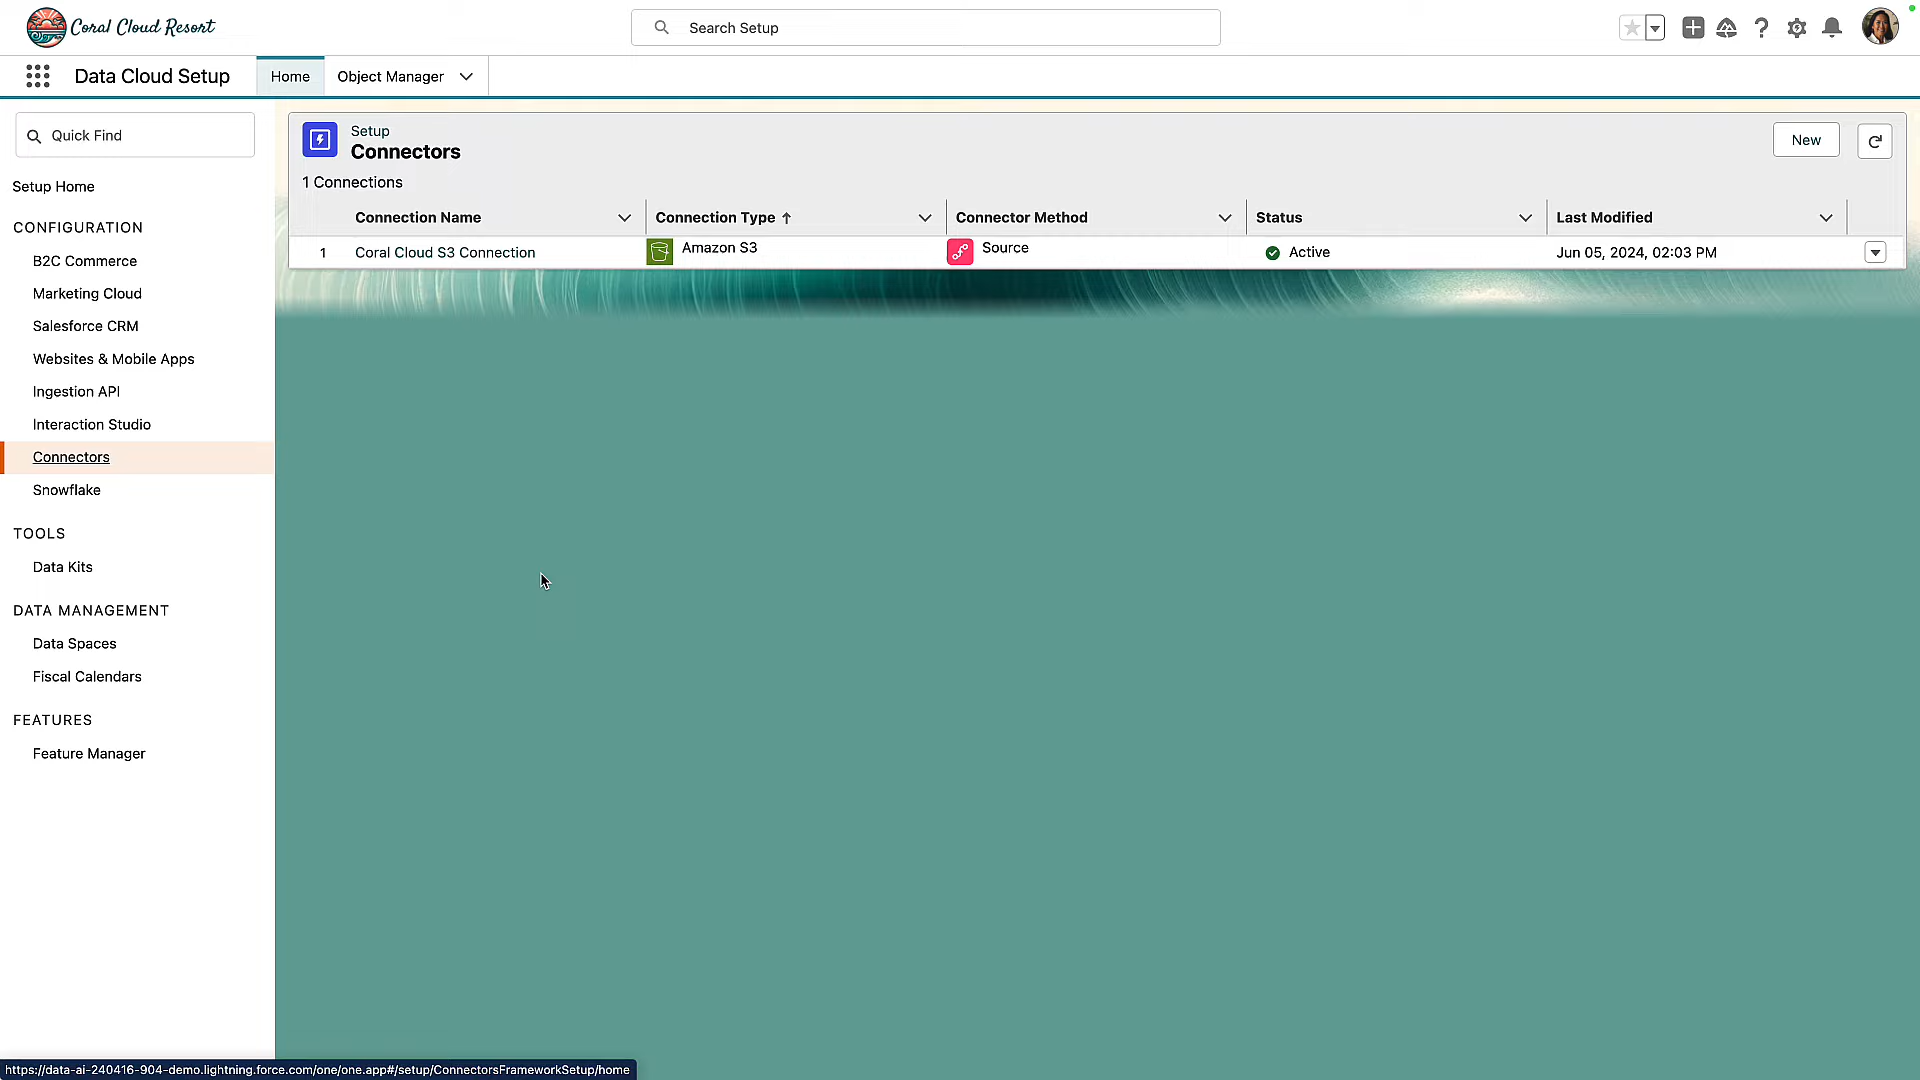 Coral Cloud Resort
Search Setup
Data Cloud Setup
Home
Object Manager
Quick Find
Setup Home
CONFIGURATION
B2C Commerce
Marketing Cloud
Salesforce CRM
Websites & Mobile Apps
Ingestion API
Interaction Studio
Connectors
Snowflake
TOOLS
Data Kits
DATA MANAGEMENT
Data Spaces
Fiscal Calendars
FEATURES
Feature Manager
Setup
Connectors
New
1 Connections
Connection Name Connection Type ↑ Connector Method Status Last Modified
1 Coral Cloud S3 Connection Amazon S3 Source Active Jun 05, 2024, 02:03 PM
https://data-ai-240416-904-demo.lightning.force.com/one/one.app#/setup/ConnectorsFrameworkSetup/home